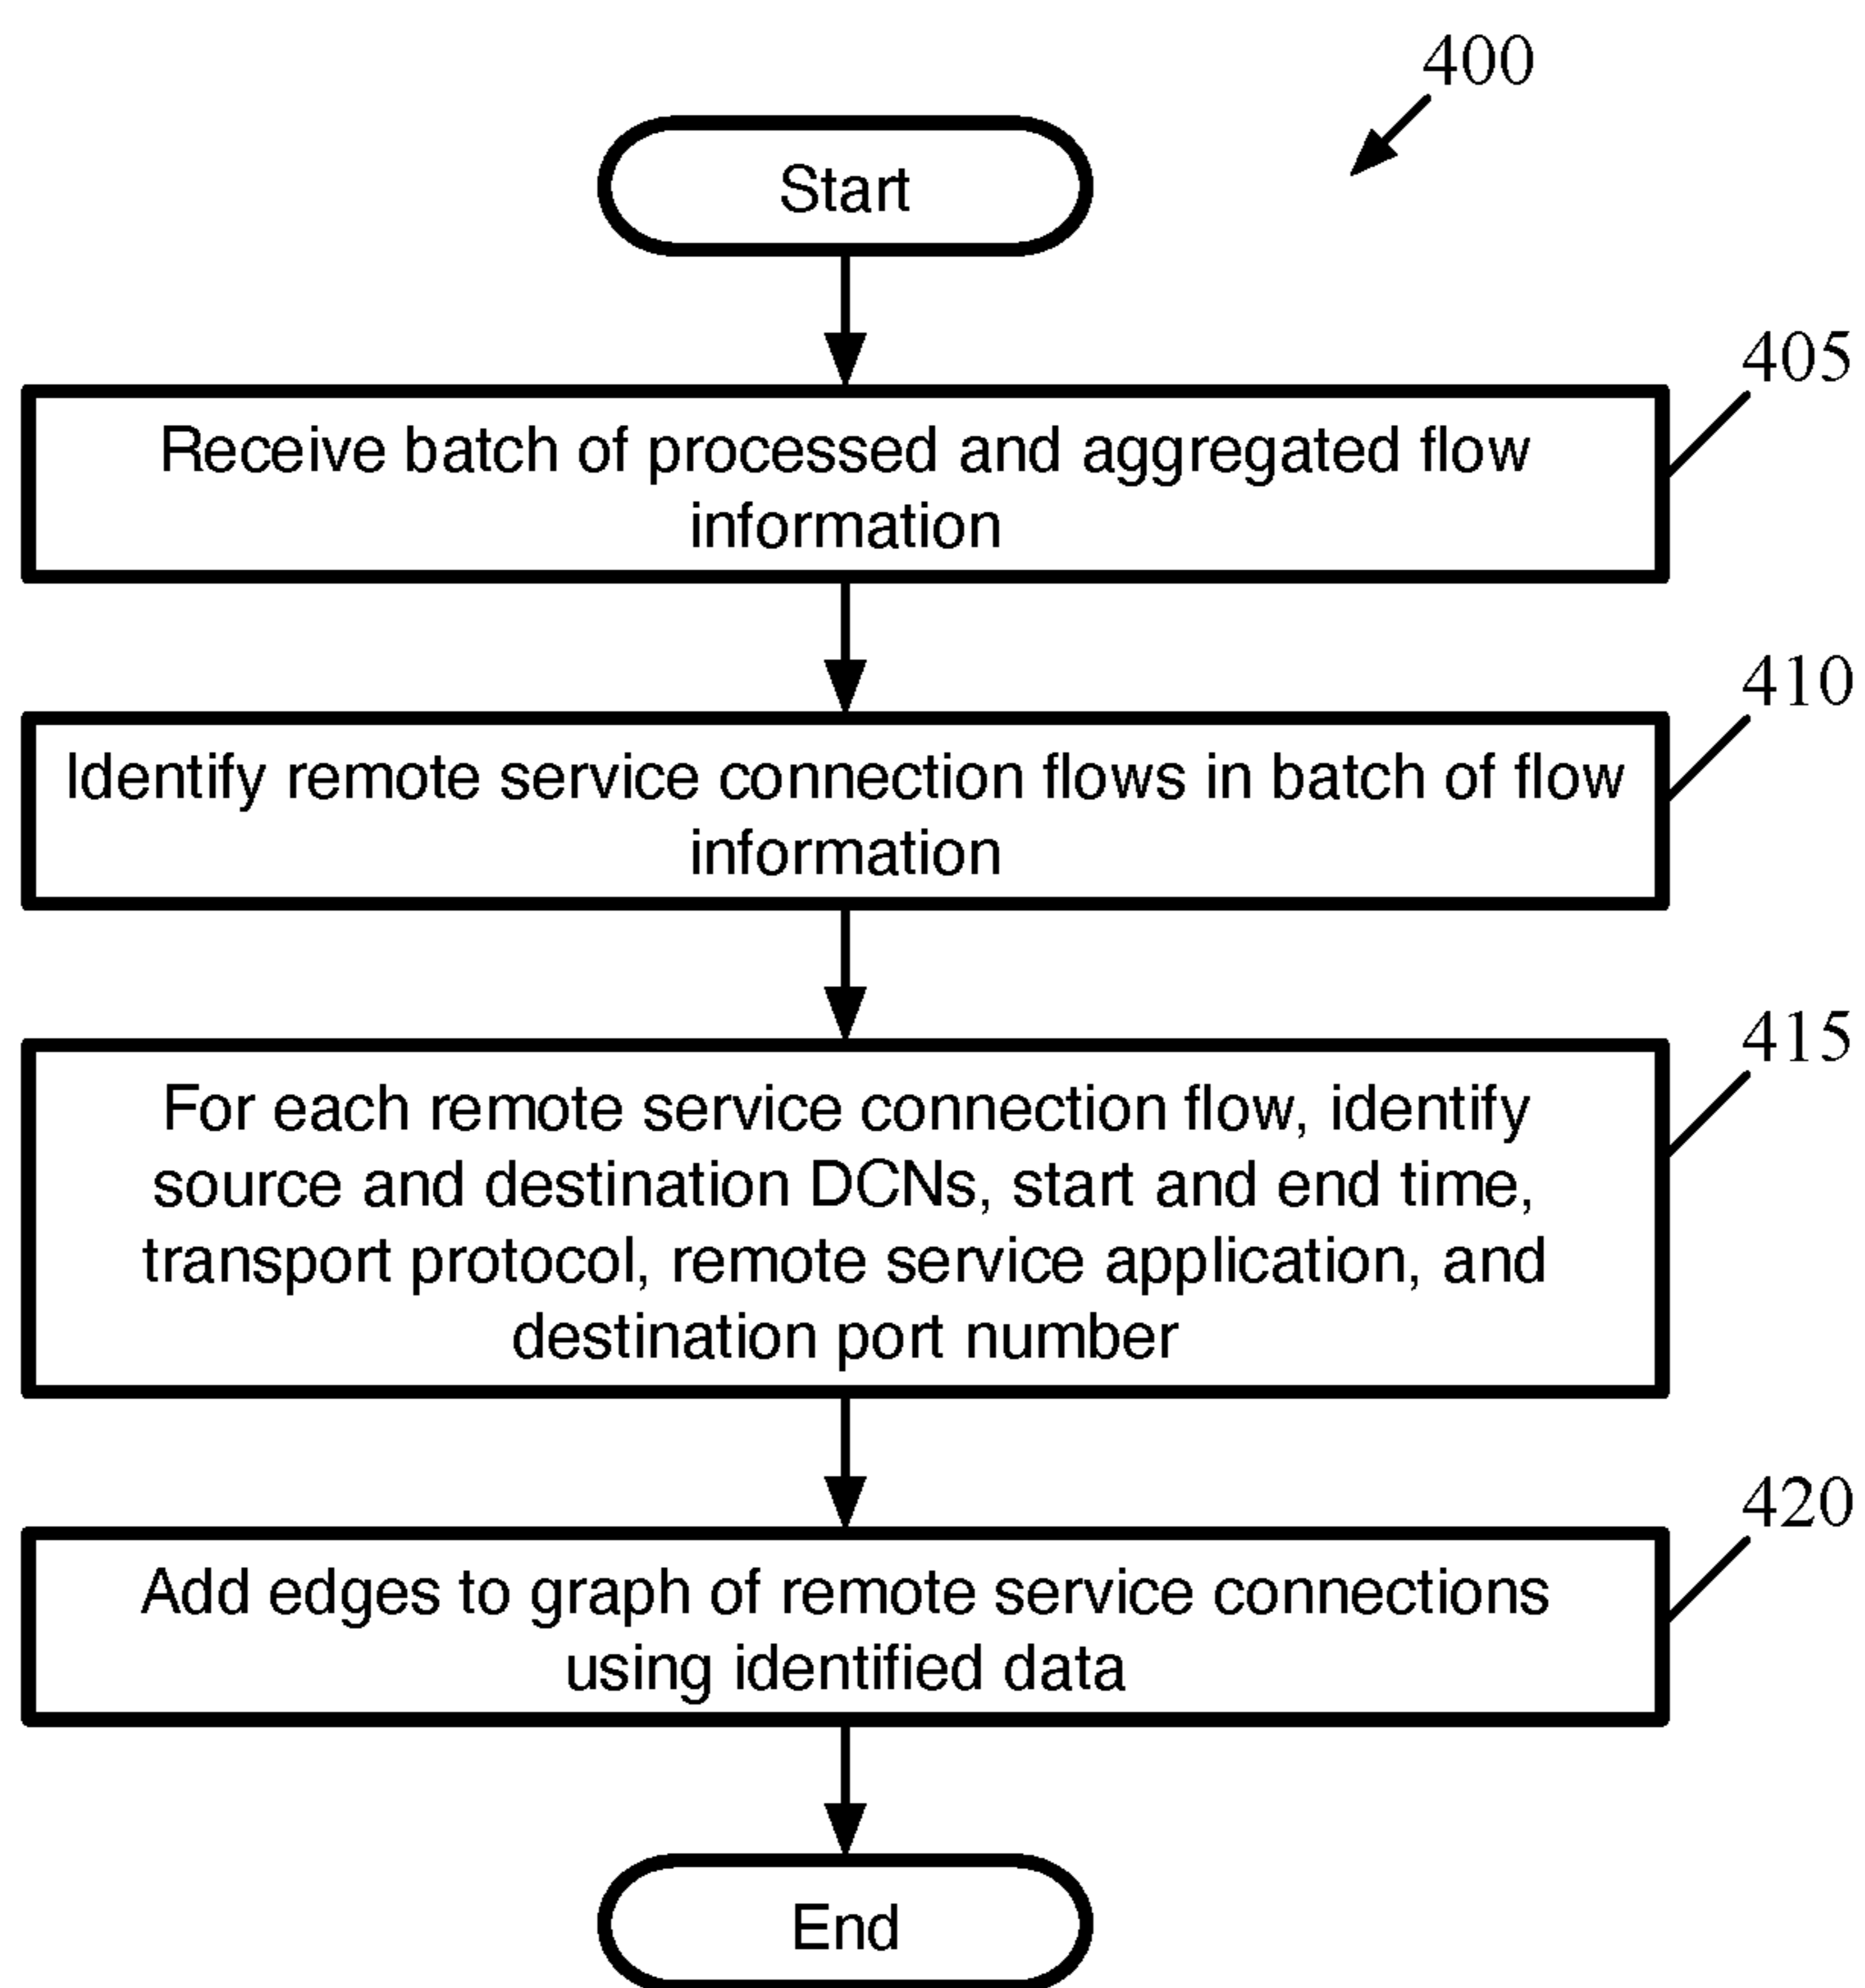 400
Start
405
Receive batch of processed and aggregated flow
information
410
Identify remote service connection flows in batch of flow
information
415
For each remote service connection flow, identify
source and destination DCNs, start and end time,
transport protocol, remote service application, and
destination port number
420
Add edges to graph of remote service connections
using identified data
End